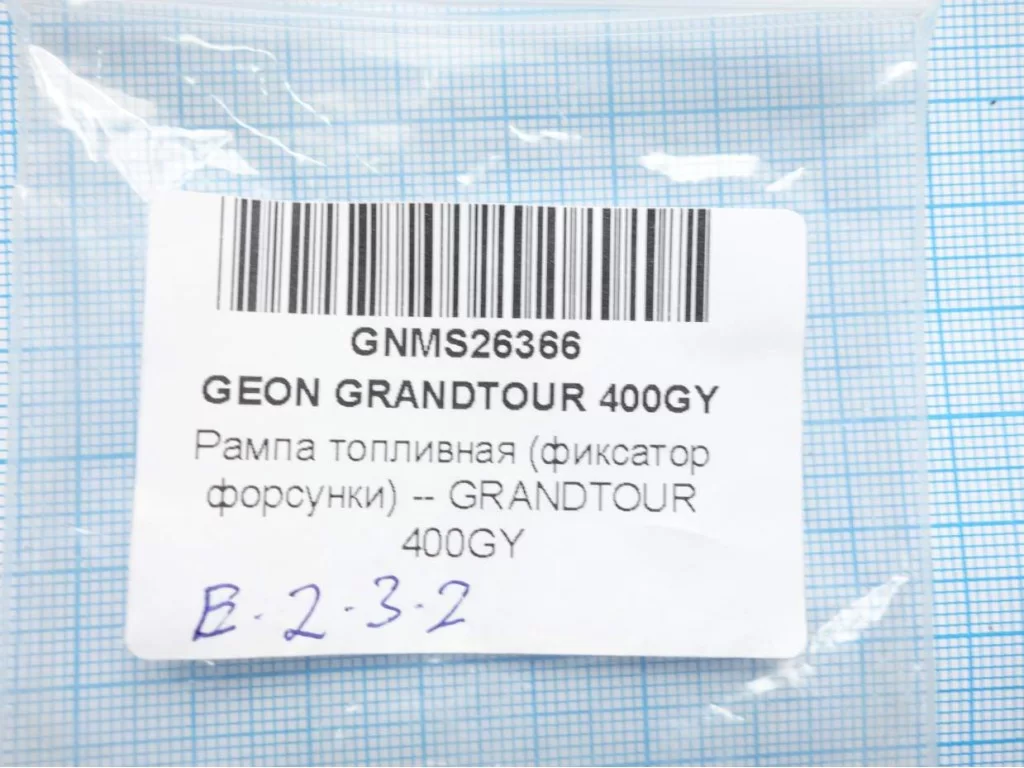 GNMS26366
GEON GRANDTOUR 400GY
Рампа топливная (фиксатор
форсунки) -- GRANDTOUR
400GY
E-2-3-2